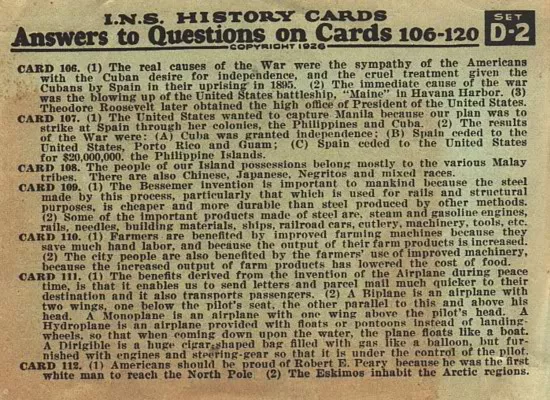 I.N.S. HISTORY CARDS
Answers to Questions on Cards 106-120
COPYRIGHT 1926
SET
D-2
CARD 106. (1) The real causes of the War were the sympathy of the Americans
with the Cuban desire for independence, and the cruel treatment given the
Cubans by Spain in their uprising in 1895. (2) The immediate cause of the war
was the blowing up of the United States battleship, "Maine" in Havana Harbor. (3)
Theodore Roosevelt later obtained the high office of President of the United States.
CARD 107. (1) The United States wanted to capture Manila because our plan was to
strike at Spain through her colonies, the Philippines and Cuba. (2) The results
of the War were: (A) Cuba was granted independence; (B) Spain ceded to the
United States, Porto Rico and Guam; (C) Spain ceded to the United States
for $20,000,000. the Philippine Islands.
CARD 108. The people of our Island possessions belong mostly to the various Malay
tribes. There are also Chinese, Japanese, Negritos and mixed races.
CARD 109. (1) The Bessemer invention is important to mankind because the steel
made by this process, particularly that which is used for rails and structural
purposes, is cheaper and more durable than steel produced by other methods.
(2) Some of the important products made of steel are, steam and gasoline engines,
rails, needles, building materials, ships, railroad cars, cutlery, machinery, tools, etc.
CARD 110. (1) Farmers are benefited by improved farming machines because they
save much hand labor, and because the output of their farm products is increased.
(2) The city people are also benefited by the farmers' use of improved machinery,
because the increased output of farm products has lowered the cost of food.
CARD 111. (1) The benefits derived from the invention of the Airplane during peace
time, is that it enables us to send letters and parcel mail much quicker to their
destination and it also transports passengers. (2) A Biplane is an airplane with
two wings, one below the pilot's seat, the other parallel to this and above his
head. A Monoplane is an airplane with one wing above the pilot's head. A
Hydroplane is an airplane provided with floats or pontoons instead of landing-
wheels, so that when coming down upon the water, the plane floats like a boat.
A Dirigible is a huge cigar-shaped bag filled with gas like a balloon, but fur-
nished with engines and steering-gear so that it is under the control of the pilot.
CARD 112. (1) Americans should be proud of Robert E. Peary because he was the first
white man to reach the North Pole (2) The Eskimos inhabit the Arctic regions.